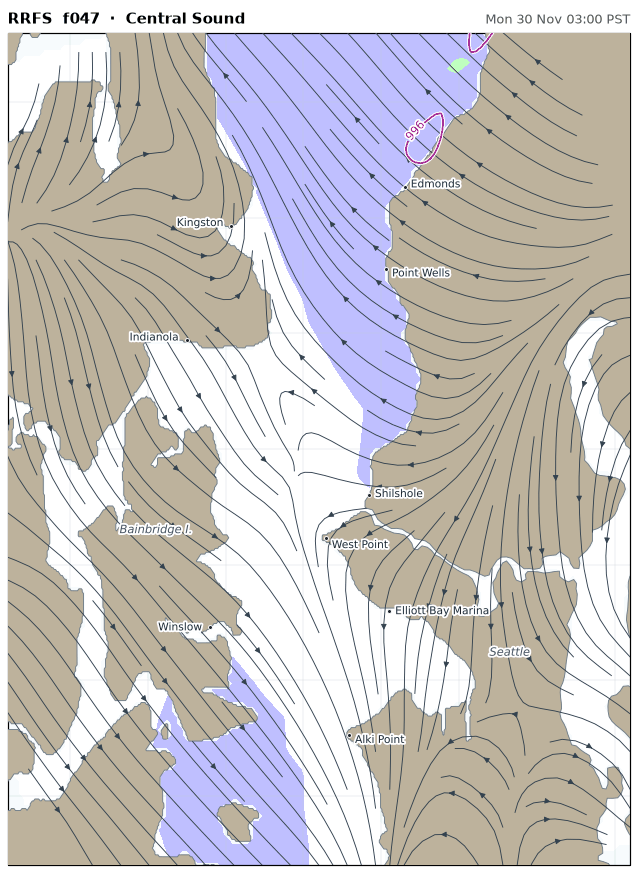 RRFS f047 · Central Sound
Mon 30 Nov 03:00 PST
996
Edmonds
Kingston
Point Wells
Indianola
Shilshole
Bainbridge I.
West Point
Elliott Bay Marina
Winslow
Seattle
Alki Point